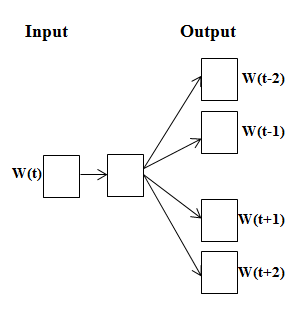 Input Output
W(t-2)
W(t-1)
W(t)
W(t+1)
W(t+2)